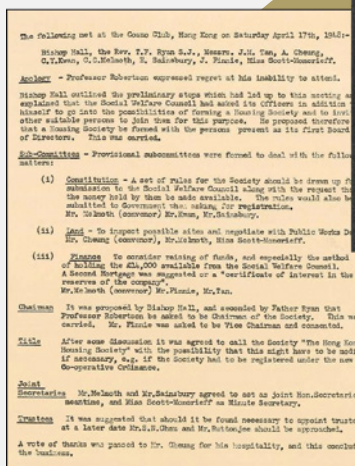 The following met at the Cosmo Club, Hong Kong on Saturday April 17th, 1948:-
Bishop Hall, the Rev. T.F. Ryan S.J., Messrs. J.M. Tan, A. Cheung,
C.Y.Kwan, G.S.Melnoth, H. Sainsbury, J. Finnie, Miss Scott-Moncrieff.
Apology - Professor Robertson expressed regret at his inability to attend.
Bishop Hall outlined the preliminary steps which had led up to this meeting a
explained that the Social Welfare Council had asked its Officers in addition
himself to go into the possibilities of forming a Housing Society and to invi
other suitable persons to join them for this purpose. He proposed therefore
that a Housing Society be formed with the persons present as its first Board
of Directors. This was carried.
Sub-Committees - Provisional subcommittees were formed to deal with the follow
matters:
(i) Constitution - A set of rules for the Society should be drawn up f
submission to the Social Welfare Council along with the request tha
the money held by them be made available. The rules would also be
submitted to Government when asking for registration.
Mr. Melnoth (convenor) Mr.Kwan, Mr.Sainsbury.
(ii) Land - To inspect possible sites and negotiate with Public Works D
Mr. Cheung (convenor), Mr.Melnoth, Miss Scott-Moncrieff.
(iii) Finance To consider raising of funds, and especially the method
of holding the £14,000 available from the Social Welfare Council.
A Second Mortgage was suggested or a "certificate of interest in the
reserves of the company".
Mr.Melnoth (convenor) Mr.Finnie, Mr.Tan.
Chairman It was proposed by Bishop Hall, and seconded by Father Ryan that
Professor Robertson be asked to be Chairman of the Society. This w
carried. Mr. Finnie was asked to be Vice Chairman and consented.
Title After some discussion it was agreed to call the Society "The Hong Ko
Housing Society" with the possibility that this might have to be mod
if necessary, e.g. if the Society had to be registered under the new
Co-operative Ordinance.
Joint
Secretaries Mr.Melnoth and Mr.Sainsbury agreed to act as joint Hon.Secretari
meantime, and Miss Scott-Moncrieff as Minute Secretary.
Trustees It was suggested that should it be found necessary to appoint trust
at a later date Mr.S.N.Chau and Mr.Ruttonjee should be approached.
A vote of thanks was passed to Mr. Cheung for his hospitality, and this conclu
the business.